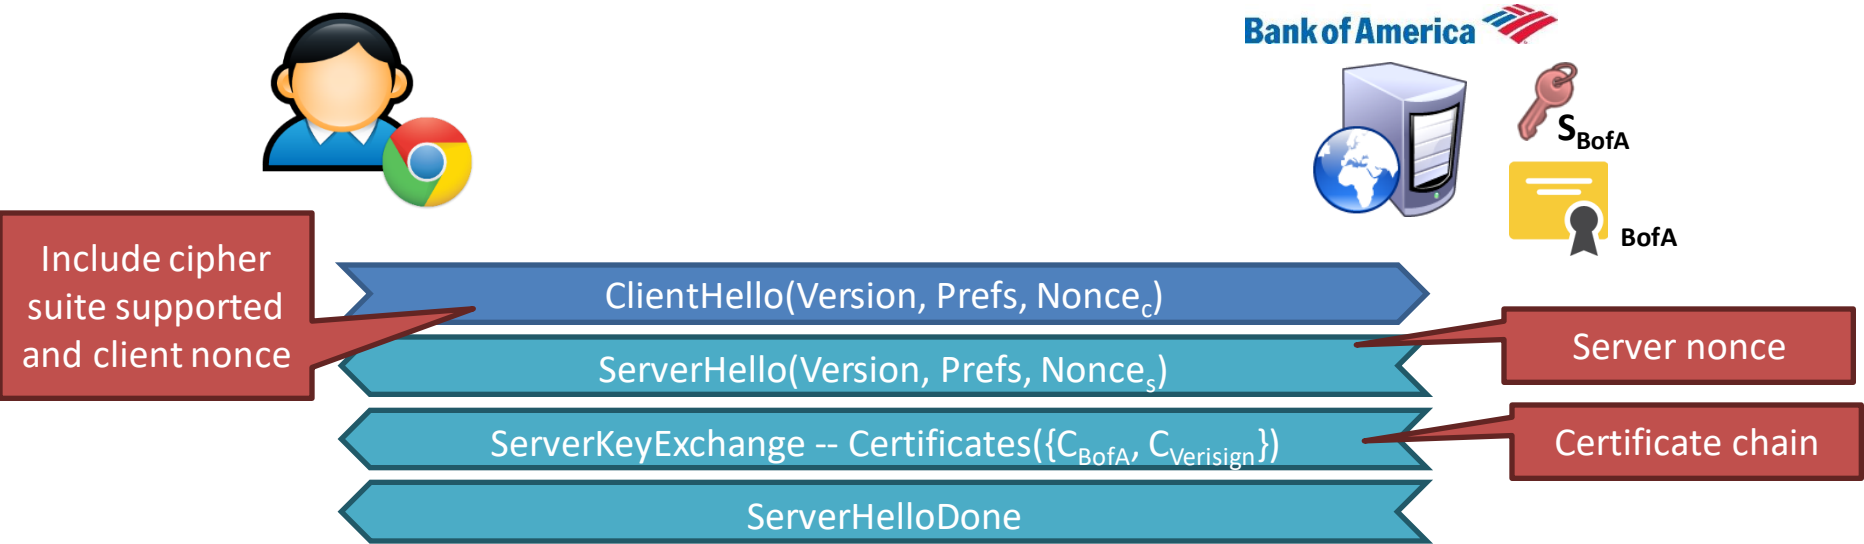 Bank of America
S_BofA
BofA
Include cipher
suite supported
and client nonce
ClientHello(Version, Prefs, Nonce_c)
ServerHello(Version, Prefs, Nonce_s)
Server nonce
ServerKeyExchange -- Certificates({C_BofA, C_Verisign})
Certificate chain
ServerHelloDone